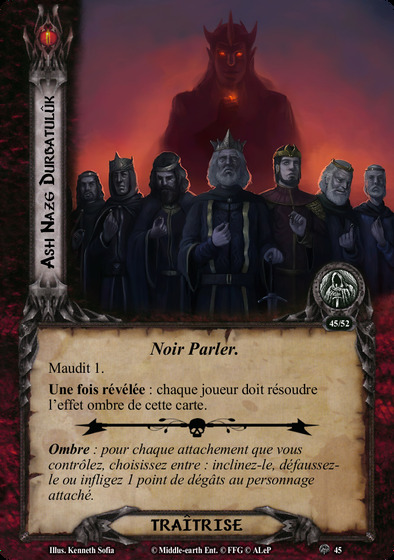 Ash Nazg Durbatulûk
45/52
Noir Parler.
Maudit 1.
Une fois révélée : chaque joueur doit résoudre
l'effet ombre de cette carte.
Ombre : pour chaque attachement que vous
contrôlez, choisissez entre : inclinez-le, défaussez-
le ou infligez 1 point de dégâts au personnage
attaché.
TRAÎTRISE
Illus. Kenneth Sofia © Middle-earth Ent. © FFG © ALeP 45